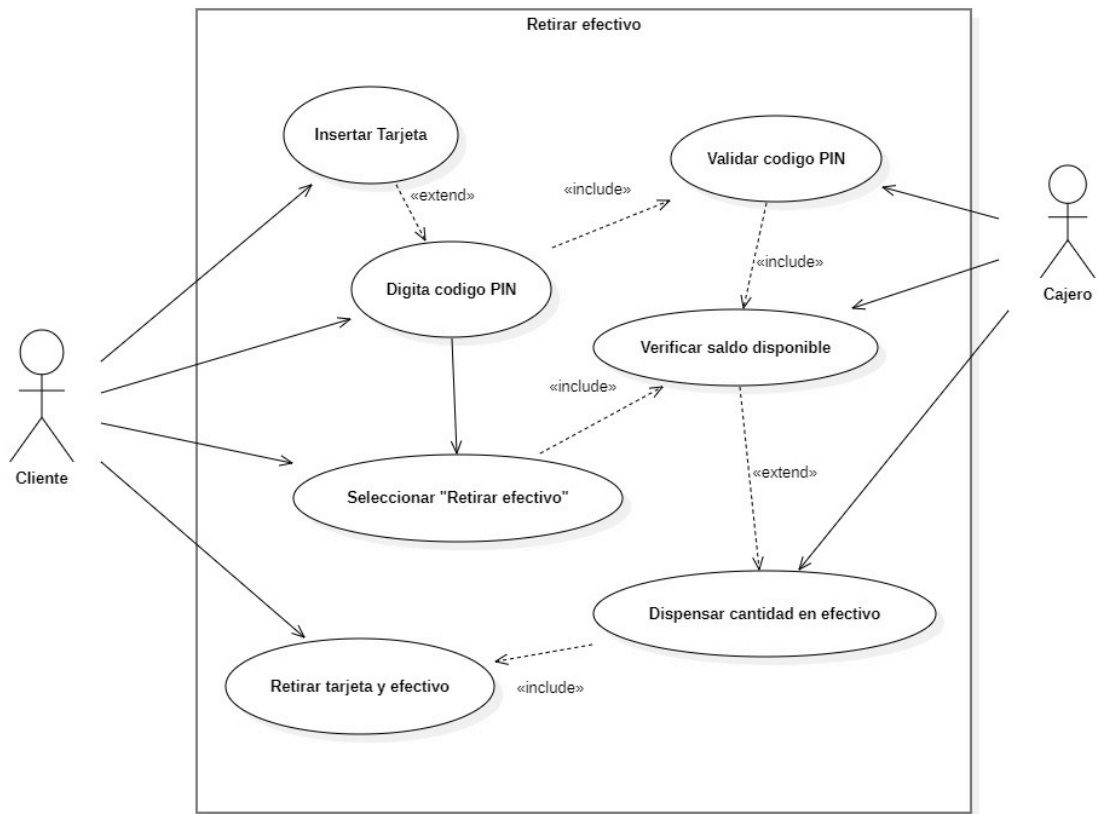 Retirar efectivo
Insertar Tarjeta
Validar codigo PIN
«extend»
«include»
Digita codigo PIN
«include»
Cajero
Verificar saldo disponible
«include»
Cliente
«extend»
Seleccionar "Retirar efectivo"
Dispensar cantidad en efectivo
Retirar tarjeta y efectivo
«include»